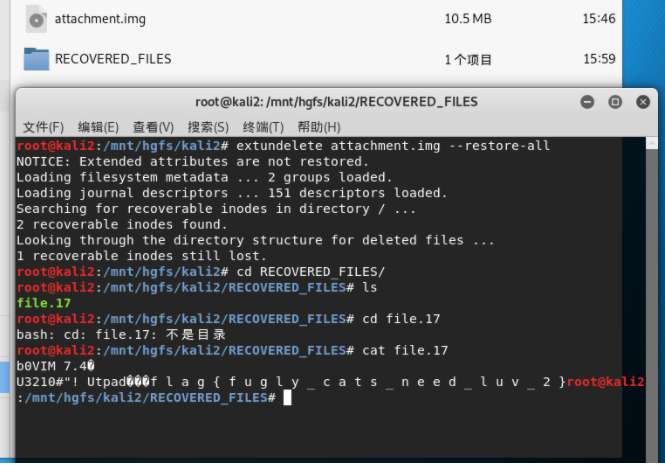 attachment.img 10.5 MB 15:46
RECOVERED_FILES 1 个项目 15:59
root@kali2: /mnt/hgfs/kali2/RECOVERED_FILES
文件(F) 编辑(E) 查看(V) 搜索(S) 终端(T) 帮助(H)
root@kali2:/mnt/hgfs/kali2# extundelete attachment.img --restore-all
NOTICE: Extended attributes are not restored.
Loading filesystem metadata ... 2 groups loaded.
Loading journal descriptors ... 151 descriptors loaded.
Searching for recoverable inodes in directory / ...
2 recoverable inodes found.
Looking through the directory structure for deleted files ...
1 recoverable inodes still lost.
root@kali2:/mnt/hgfs/kali2# cd RECOVERED_FILES/
root@kali2:/mnt/hgfs/kali2/RECOVERED_FILES# ls
file.17
root@kali2:/mnt/hgfs/kali2/RECOVERED_FILES# cd file.17
bash: cd: file.17: 不是目录
root@kali2:/mnt/hgfs/kali2/RECOVERED_FILES# cat file.17
b0VIM 7.4�
U3210#"! Utpad���f l a g { f u g l y _ c a t s _ n e e d _ l u v _ 2 }root@kali2
:/mnt/hgfs/kali2/RECOVERED_FILES#